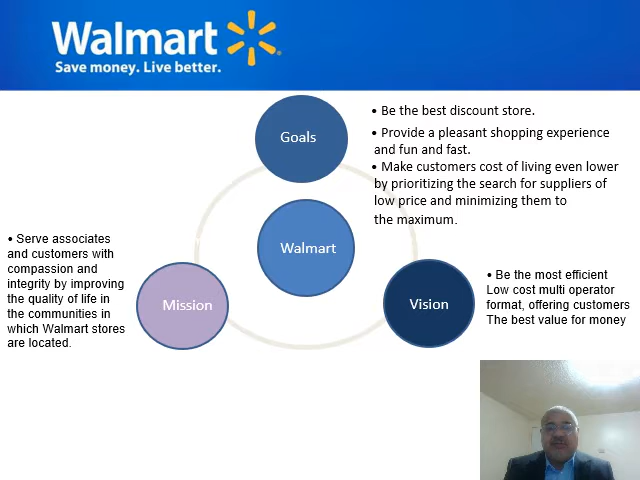 Walmart
Save money. Live better.
Goals
• Be the best discount store.
• Provide a pleasant shopping experience
and fun and fast.
• Make customers cost of living even lower
by prioritizing the search for suppliers of
low price and minimizing them to
the maximum.
Walmart
• Serve associates
and customers with
compassion and
integrity by improving
the quality of life in
the communities in
which Walmart stores
are located.
Mission
Vision
• Be the most efficient
Low cost multi operator
format, offering customers
The best value for money